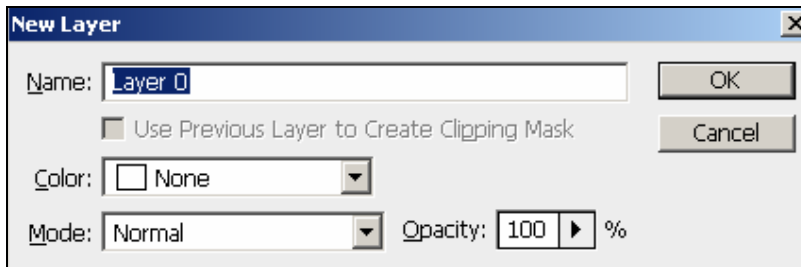 New Layer
Name: Layer 0
OK
Use Previous Layer to Create Clipping Mask
Cancel
Color: None
Mode: Normal Opacity: 100 %